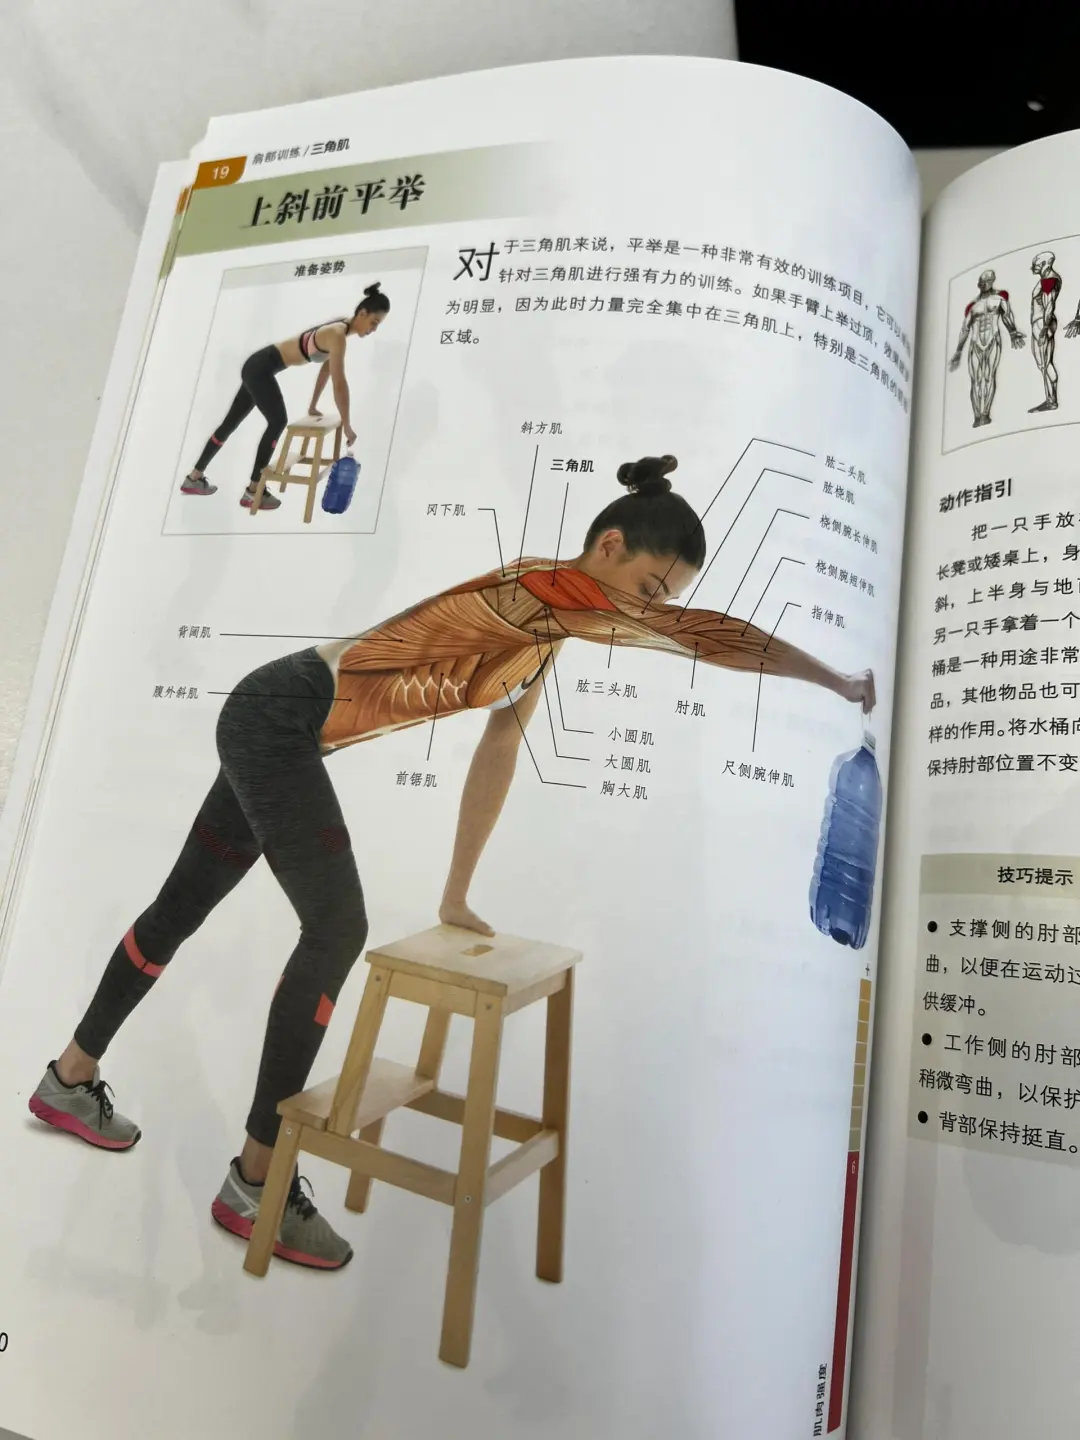 19
肩部训练/三角肌
上斜前平举
准备姿势
对于三角肌来说，平举是一种非常有效的训练项目，它可以
针对三角肌进行强有力的训练。如果手臂上举过顶，效果
为明显，因为此时力量完全集中在三角肌上，特别是三角肌的
区域。
斜方肌
三角肌
冈下肌
背阔肌
腹外斜肌
前锯肌
肱二头肌
肱桡肌
桡侧腕长伸肌
桡侧腕短伸肌
指伸肌
肱三头肌
肘肌
小圆肌
大圆肌
胸大肌
尺侧腕伸肌
+
6
肌肉强度
0
动作指引
把一只手放
长凳或矮桌上，身
斜，上半身与地
另一只手拿着一个
桶是一种用途非常
品，其他物品也可
样的作用。将水桶向
保持肘部位置不变
技巧提示
● 支撑侧的肘部
曲，以便在运动过
供缓冲。
● 工作侧的肘部
稍微弯曲，以保护
● 背部保持挺直。